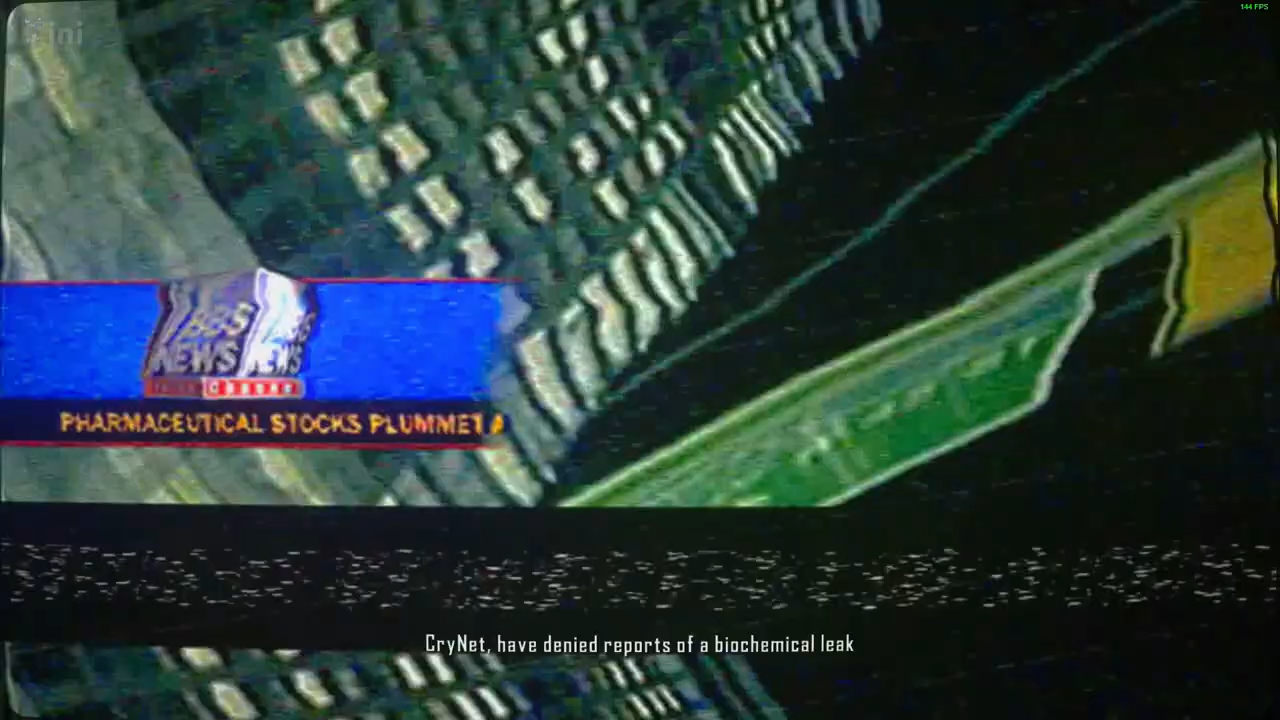 144 FPS
BBS
NEWS
PHARMACEUTICAL STOCKS PLUMMET
CryNet, have denied reports of a biochemical leak